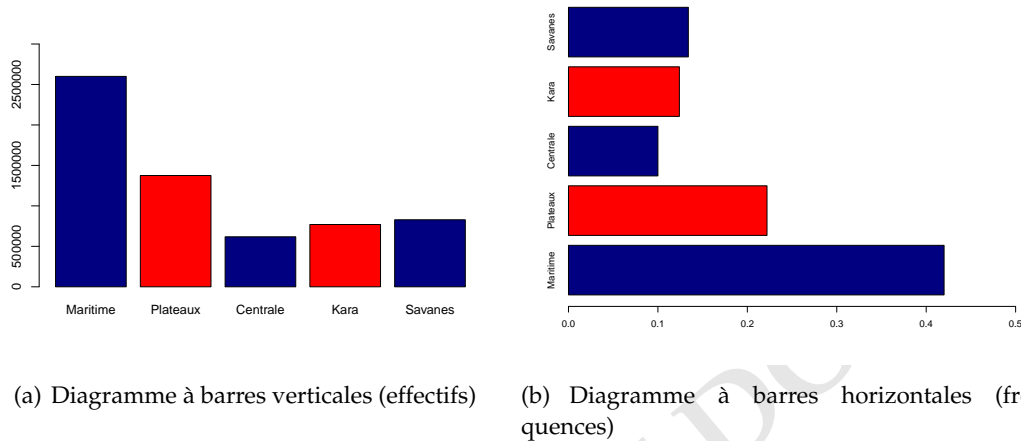 2500000
1500000
500000
0
Maritime Plateaux Centrale Kara Savanes
Savanes
Kara
Centrale
Plateaux
Maritime
0.0 0.1 0.2 0.3 0.4 0.5
(a) Diagramme à barres verticales (effectifs)
(b) Diagramme à barres horizontales (fr
quences)